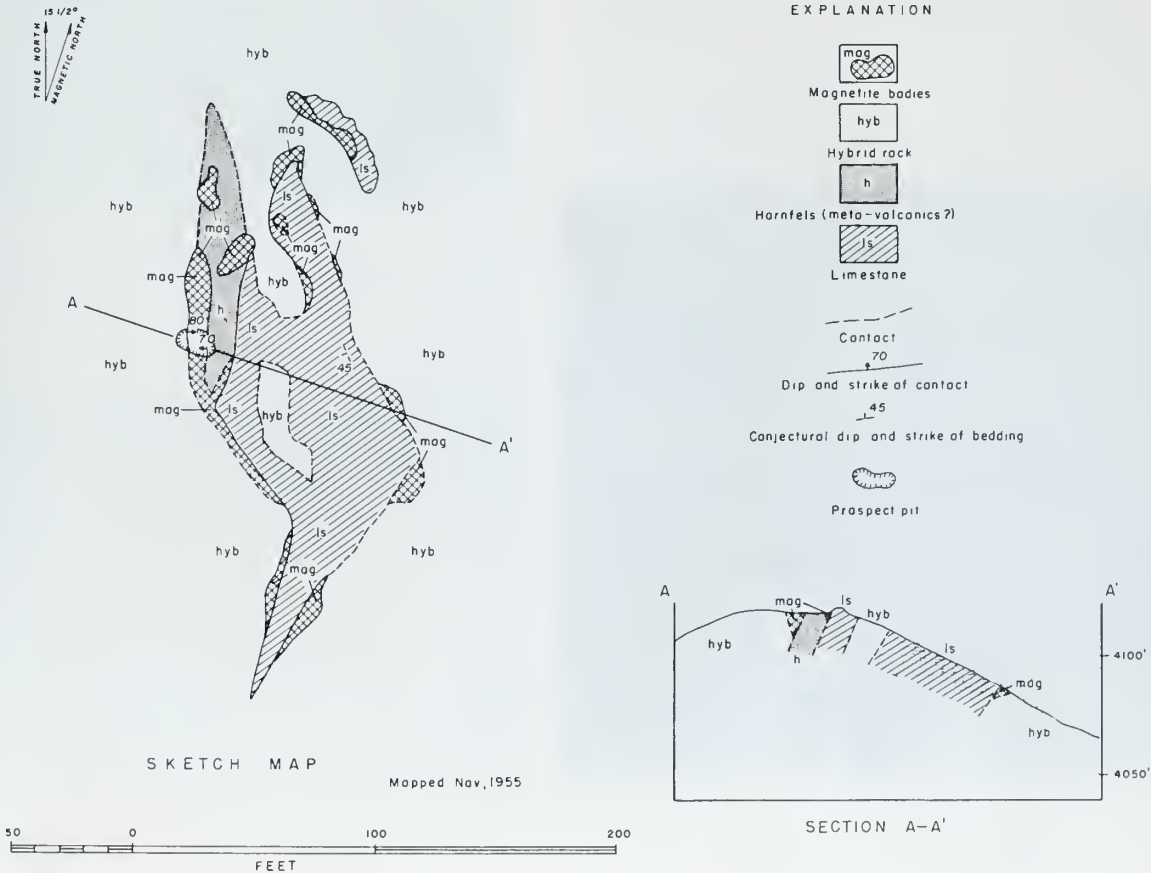 15 1/2°
TRUE NORTH
MAGNETIC NORTH
hyb
mag
ls
ls
hyb
hyb
mag
mag
mag
mag
hyb
A
h
ls
80
70
hyb
hyb
45
mag
ls
hyb
ls
mag
A'
ls
hyb
hyb
mag
SKETCH MAP
Mapped Nov, 1955
50 0 100 200
FEET
EXPLANATION
mag
Magnetite bodies
hyb
Hybrid rock
h
Hornfels (meta-volcanics?)
ls
Limestone
Contact
70
Dip and strike of contact
45
Conjectural dip and strike of bedding
Prospect pit
A
A'
mag
ls
hyb
hyb
h
ls
mag
hyb
4100'
4050'
SECTION A-A'